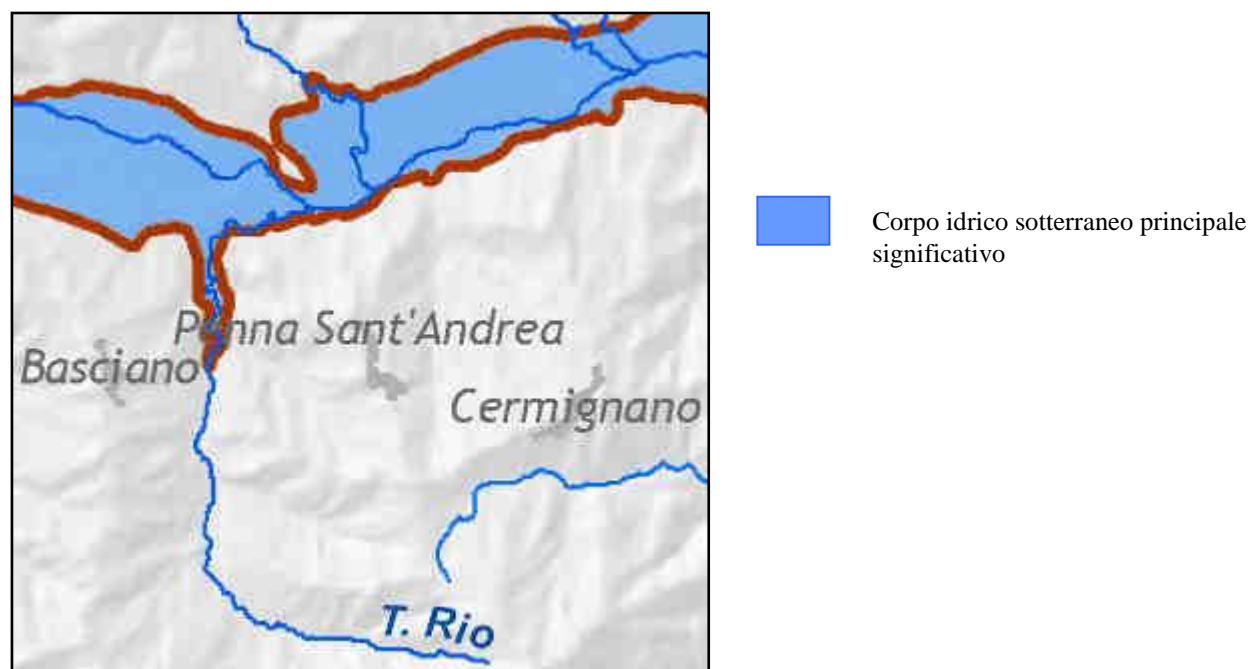 Penna Sant'Andrea
Basciano
Cermignano
T. Rio
Corpo idrico sotterraneo principale
significativo